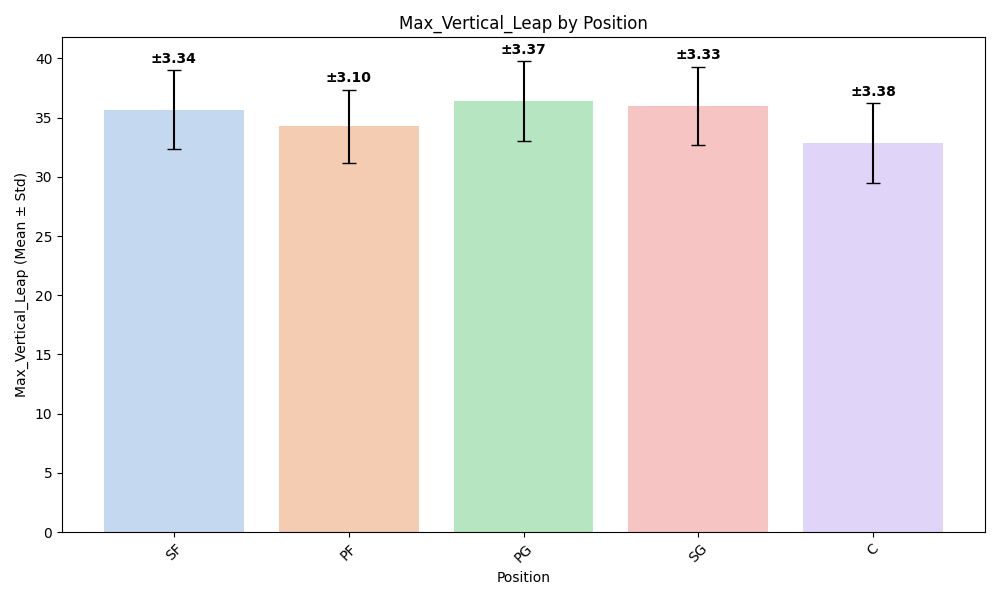 Max_Vertical_Leap by Position
±3.34
±3.10
±3.37
±3.33
±3.38
Max_Vertical_Leap (Mean ± Std)
40
35
30
25
20
15
10
5
0
SF
PF
PG
SG
C
Position